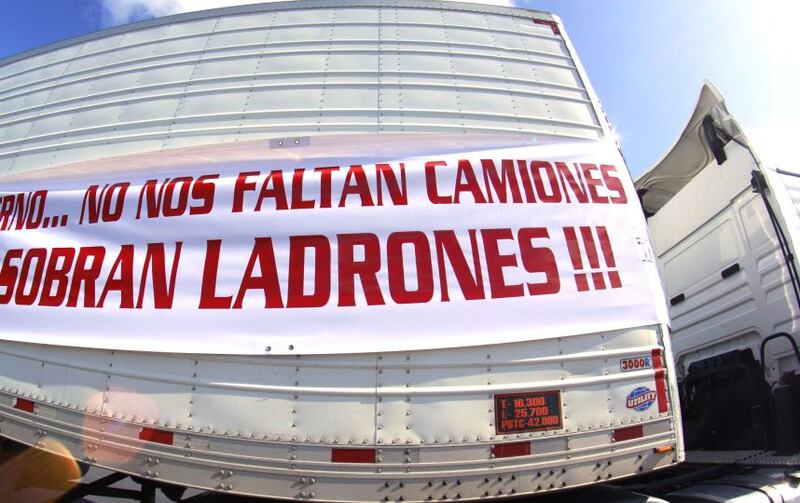 RNO... NO NOS FALTAN CAMIONES
SOBRAN LADRONES!!!
3000R
UTILITY
T- 16.300
L- 25.700
PBTC-42.000